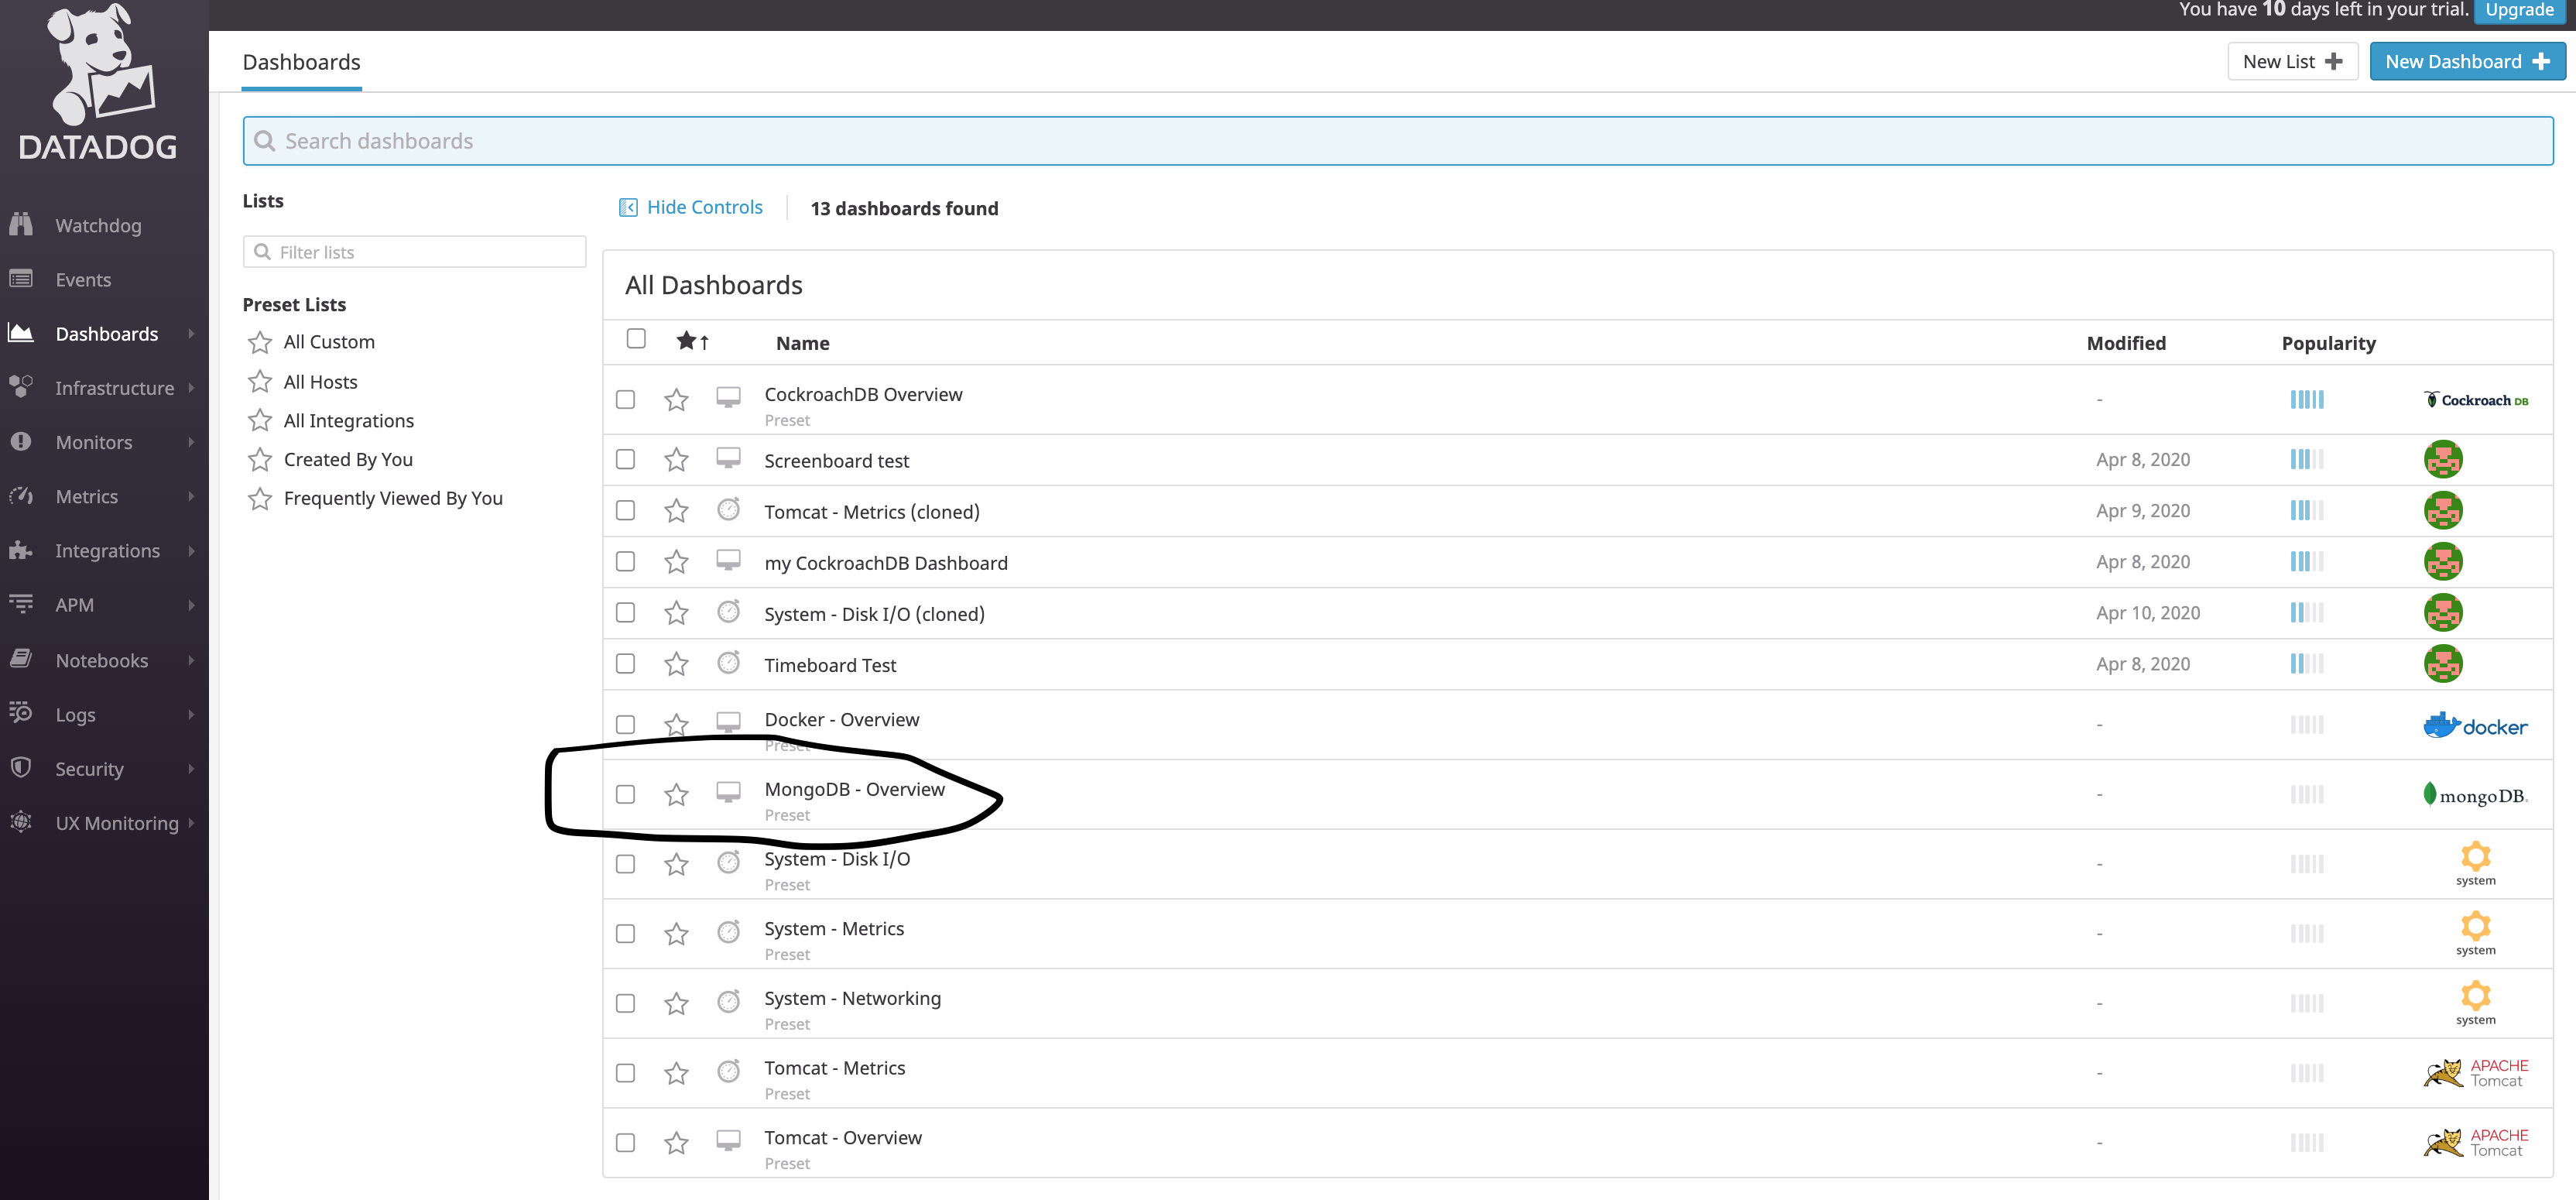 You have 10 days left in your trial. Upgrade
DATADOG
Dashboards
New List
New Dashboard
Search dashboards
Watchdog
Events
Dashboards
Infrastructure
Monitors
Metrics
Integrations
APM
Notebooks
Logs
Security
UX Monitoring
Lists
Filter lists
Preset Lists
All Custom
All Hosts
All Integrations
Created By You
Frequently Viewed By You
Hide Controls
13 dashboards found
All Dashboards
Name Modified Popularity
CockroachDB Overview - Cockroach DB
Preset
Screenboard test Apr 8, 2020
Tomcat - Metrics (cloned) Apr 9, 2020
my CockroachDB Dashboard Apr 8, 2020
System - Disk I/O (cloned) Apr 10, 2020
Timeboard Test Apr 8, 2020
Docker - Overview - docker
Preset
MongoDB - Overview - mongoDB.
Preset
System - Disk I/O - system
Preset
System - Metrics - system
Preset
System - Networking - system
Preset
Tomcat - Metrics - APACHE Tomcat
Preset
Tomcat - Overview - APACHE Tomcat
Preset